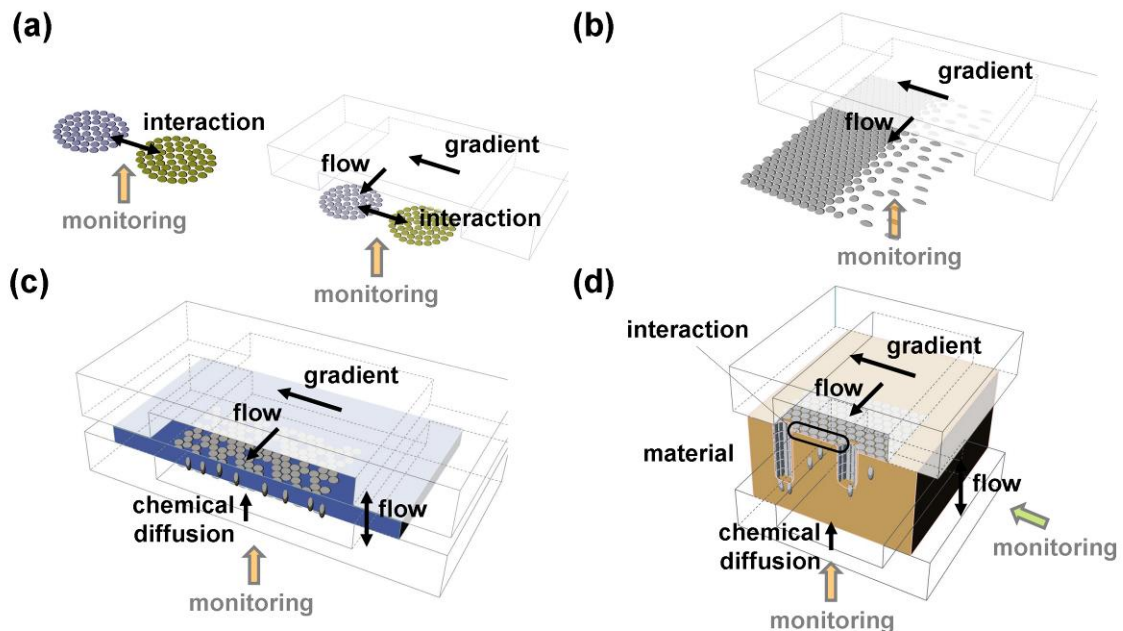 (a)
interaction
monitoring
flow
gradient
interaction
monitoring
(b)
gradient
flow
monitoring
(c)
gradient
flow
chemical
diffusion
flow
monitoring
(d)
interaction
gradient
flow
material
flow
chemical
diffusion
monitoring
monitoring